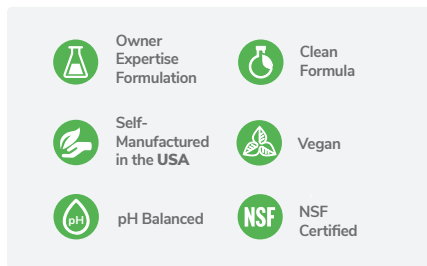 Owner
Expertise
Formulation
Clean
Formula
Self-
Manufactured
in the USA
Vegan
pH
pH Balanced
NSF
NSF
Certified